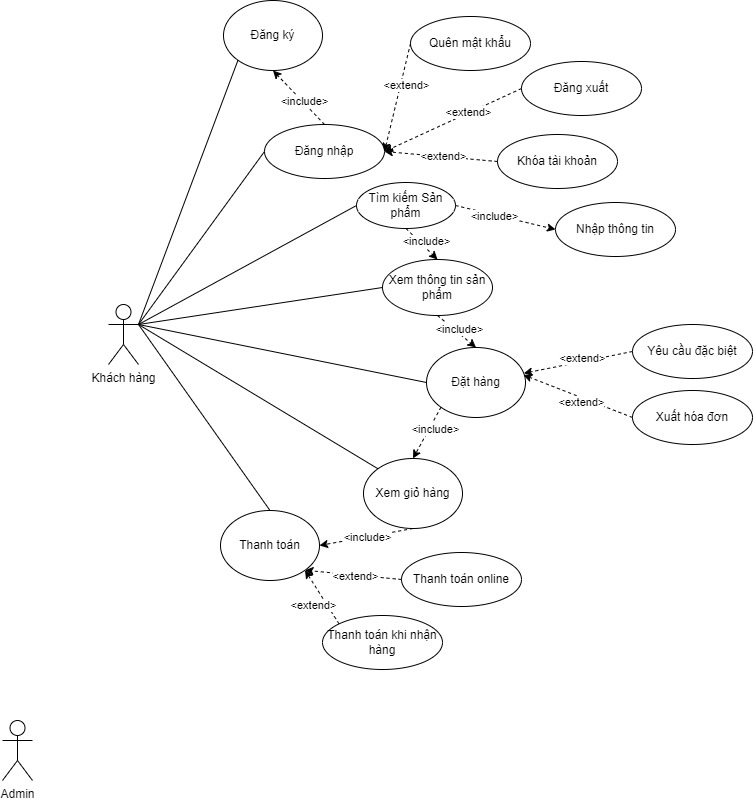 Đăng ký
Quên mật khẩu
<extend>
Đăng xuất
<include>
<extend>
Đăng nhập
<extend>
Khóa tài khoản
Tìm kiếm Sản
phẩm
<include>
Nhập thông tin
<include>
Xem thông tin sản
phẩm
<include>
Yêu cầu đặc biệt
<extend>
Khách hàng
Đặt hàng
<extend>
Xuất hóa đơn
<include>
Xem giỏ hàng
<include>
Thanh toán
<extend>
Thanh toán online
<extend>
Thanh toán khi nhận
hàng
Admin